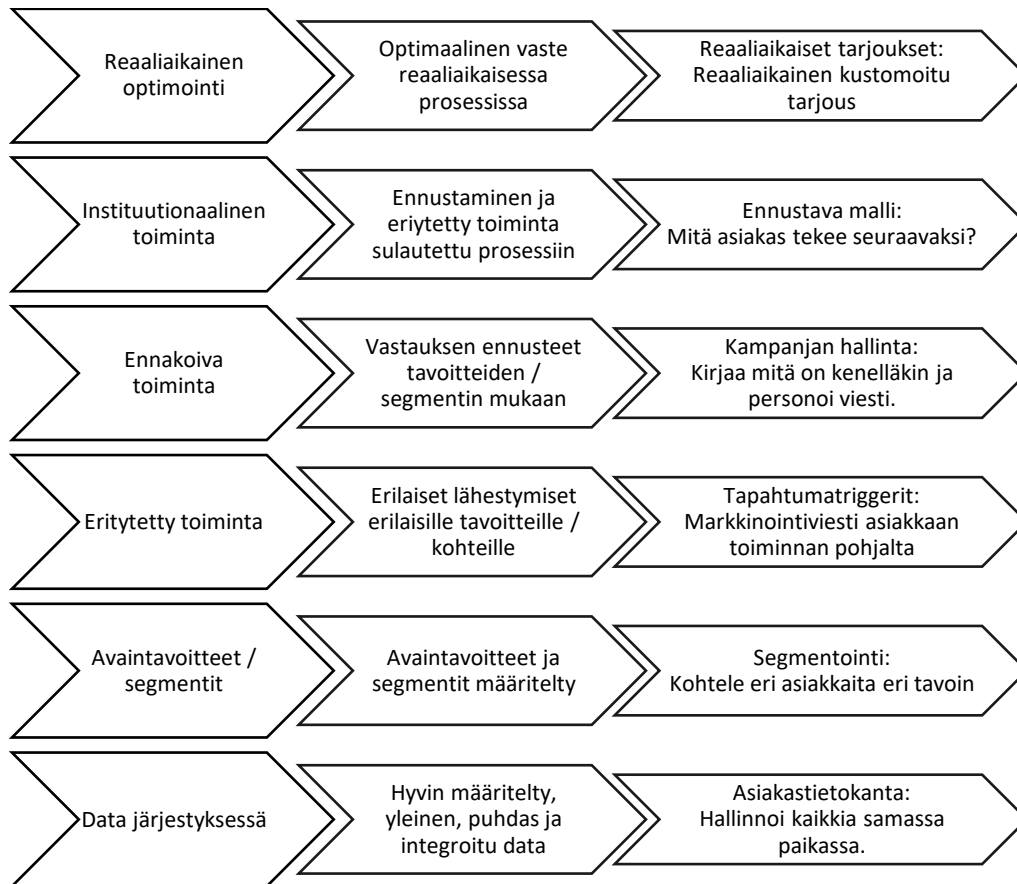 Reaaliaikainen
optimointi
Optimaalinen vaste
reaaliaikaisessa
prosessissa
Reaaliaikaiset tarjoukset:
Reaaliaikainen kustomoitu
tarjous
Instituutionaalinen
toiminta
Ennustaminen ja
eriytetty toiminta
sulautettu prosessiin
Ennustava malli:
Mitä asiakas tekee seuraavaksi?
Ennakoiva
toiminta
Vastauksen ennusteet
tavoitteiden /
segmentin mukaan
Kampanjan hallinta:
Kirjaa mitä on kenelläkin ja
personoi viesti.
Eritytetty toiminta
Erilaiset lähestymiset
erilaisille tavoitteille /
kohteille
Tapahtumatriggerit:
Markkinointiviesti asiakkaan
toiminnan pohjalta
Avaintavoitteet /
segmentit
Avaintavoitteet ja
segmentit määritelty
Segmentointi:
Kohtele eri asiakkaita eri tavoin
Data järjestyksessä
Hyvin määritelty,
yleinen, puhdas ja
integroitu data
Asiakastietokanta:
Hallinnoi kaikkia samassa
paikassa.